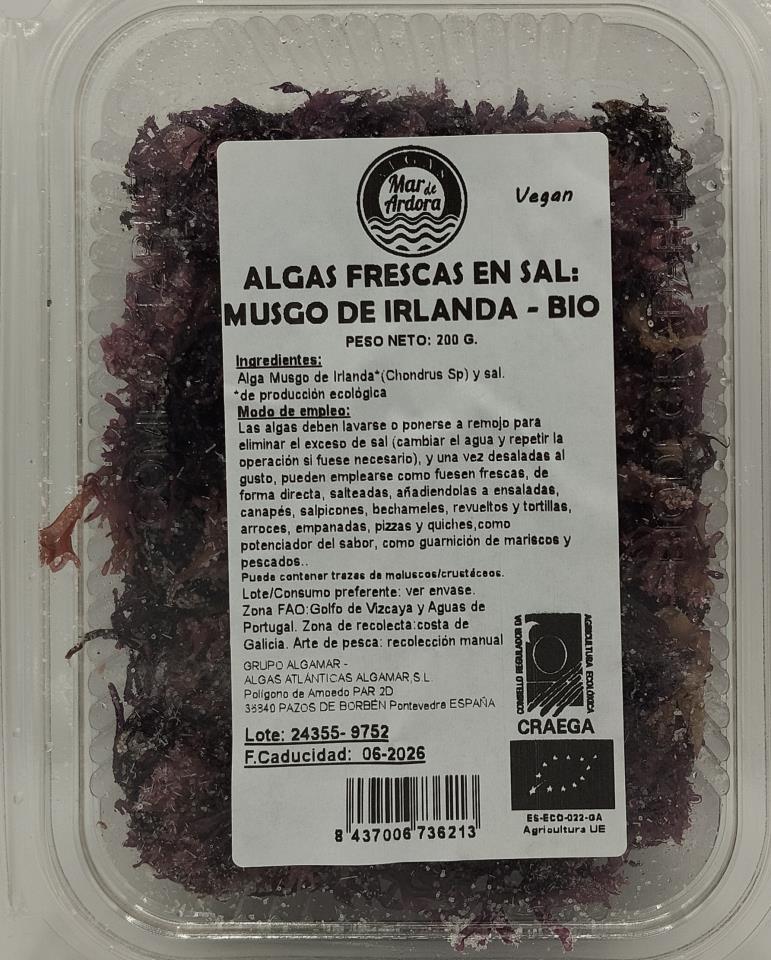 ALGAS
Mar de
Ardora
Vegan
ALGAS FRESCAS EN SAL:
MUSGO DE IRLANDA - BIO
PESO NETO: 200 G.
Ingredientes:
Alga Musgo de Irlanda*(Chondrus Sp) y sal.
*de producción ecológica
Modo de empleo:
Las algas deben lavarse o ponerse a remojo para
eliminar el exceso de sal (cambiar el agua y repetir la
operación si fuese necesario), y una vez desaladas al
gusto, pueden emplearse como fuesen frescas, de
forma directa, salteadas, añadiendolas a ensaladas,
canapés, salpicones, bechameles, revueltos y tortillas,
arroces, empanadas, pizzas y quiches,como
potenciador del sabor, como guarnición de mariscos y
pescados..
Puede contener trazas de moluscos/crustáceos.
Lote/Consumo preferente: ver envase.
Zona FAO:Golfo de Vizcaya y Aguas de
Portugal. Zona de recolecta:costa de
Galicia. Arte de pesca: recolección manual
GRUPO ALGAMAR -
ALGAS ATLÁNTICAS ALGAMAR,S.L.
Polígono de Amoedo PAR 2D
36840 PAZOS DE BORBÉN Pontevedra ESPAÑA
Lote: 24355- 9752
F.Caducidad: 06-2026
8 437006 736213
CONSELLO REGULADOR DA
AGRICULTURA ECOLÓXICA
CRAEGA
ES-ECO-022-GA
Agricultura UE